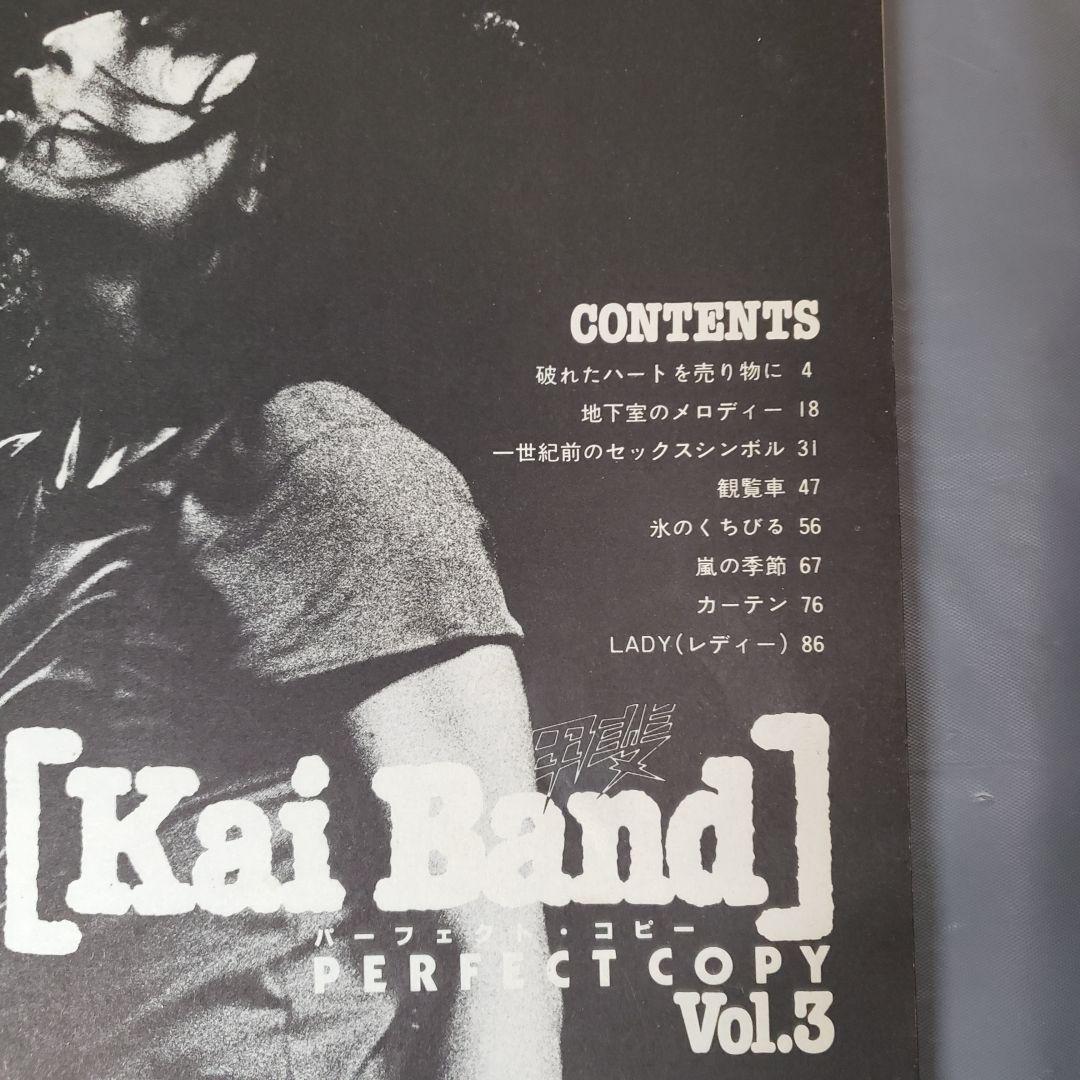 CONTENTS
破れたハートを売り物に 4
地下室のメロディー 18
一世紀前のセックスシンボル 31
観覧車 47
氷のくちびる 56
嵐の季節 67
カーテン 76
LADY(レディー) 86
甲斐
[Kai Band]
パーフェクト・コピー
PERFECT COPY
Vol.3